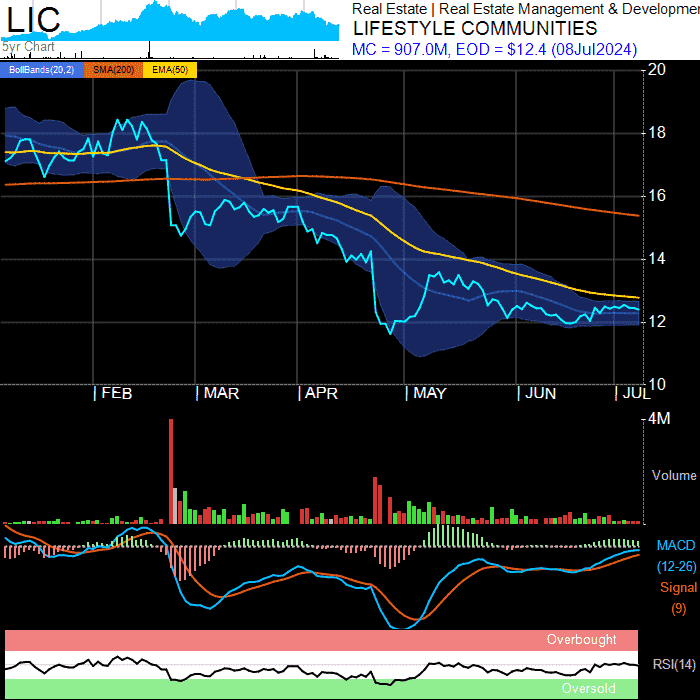 LIC
5yr Chart
Real Estate | Real Estate Management & Developmen
LIFESTYLE COMMUNITIES
MC = 907.0M, EOD = $12.4 (08Jul2024)
BollBands(20,2) SMA(200) EMA(50)
20
18
16
14
12
10
| FEB | MAR | APR | MAY | JUN | JUL
4M
Volume
MACD
(12-26)
Signal
(9)
Overbought
RSI(14)
Oversold